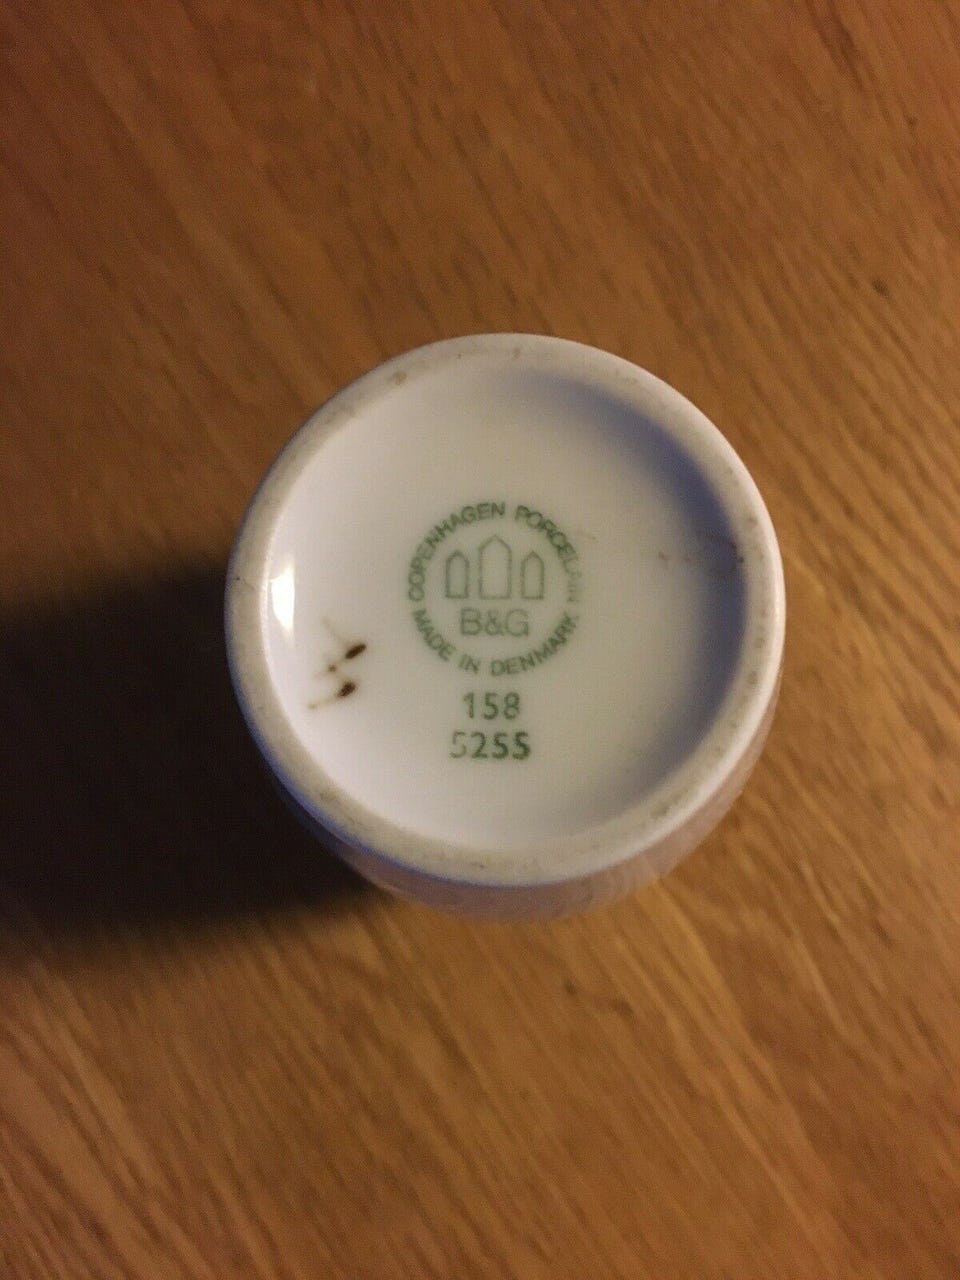 COPENHAGEN PORCELAIN
B&G
MADE IN DENMARK
158
5255